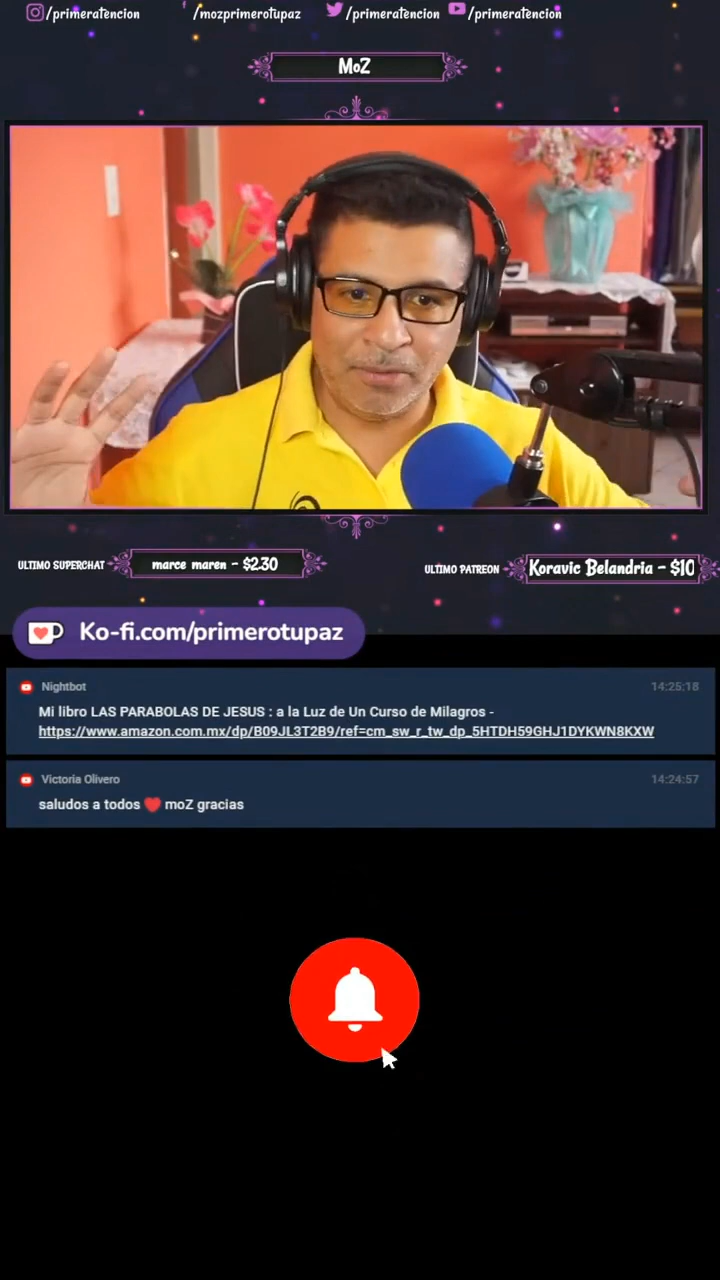 /primeratencion /mozprimerotupaz /primeratencion /primeratencion
MoZ
ULTIMO SUPERCHAT marce maren - $2.30 ULTIMO PATREON Koravic Belandria - $10
Ko-fi.com/primerotupaz
Nightbot 14:25:18
Mi libro LAS PARABOLAS DE JESUS : a la Luz de Un Curso de Milagros -
https://www.amazon.com.mx/dp/B09JL3T2B9/ref=cm_sw_r_tw_dp_5HTDH59GHJ1DYKWN8KXW
Victoria Olivero 14:24:57
saludos a todos ❤️ moZ gracias